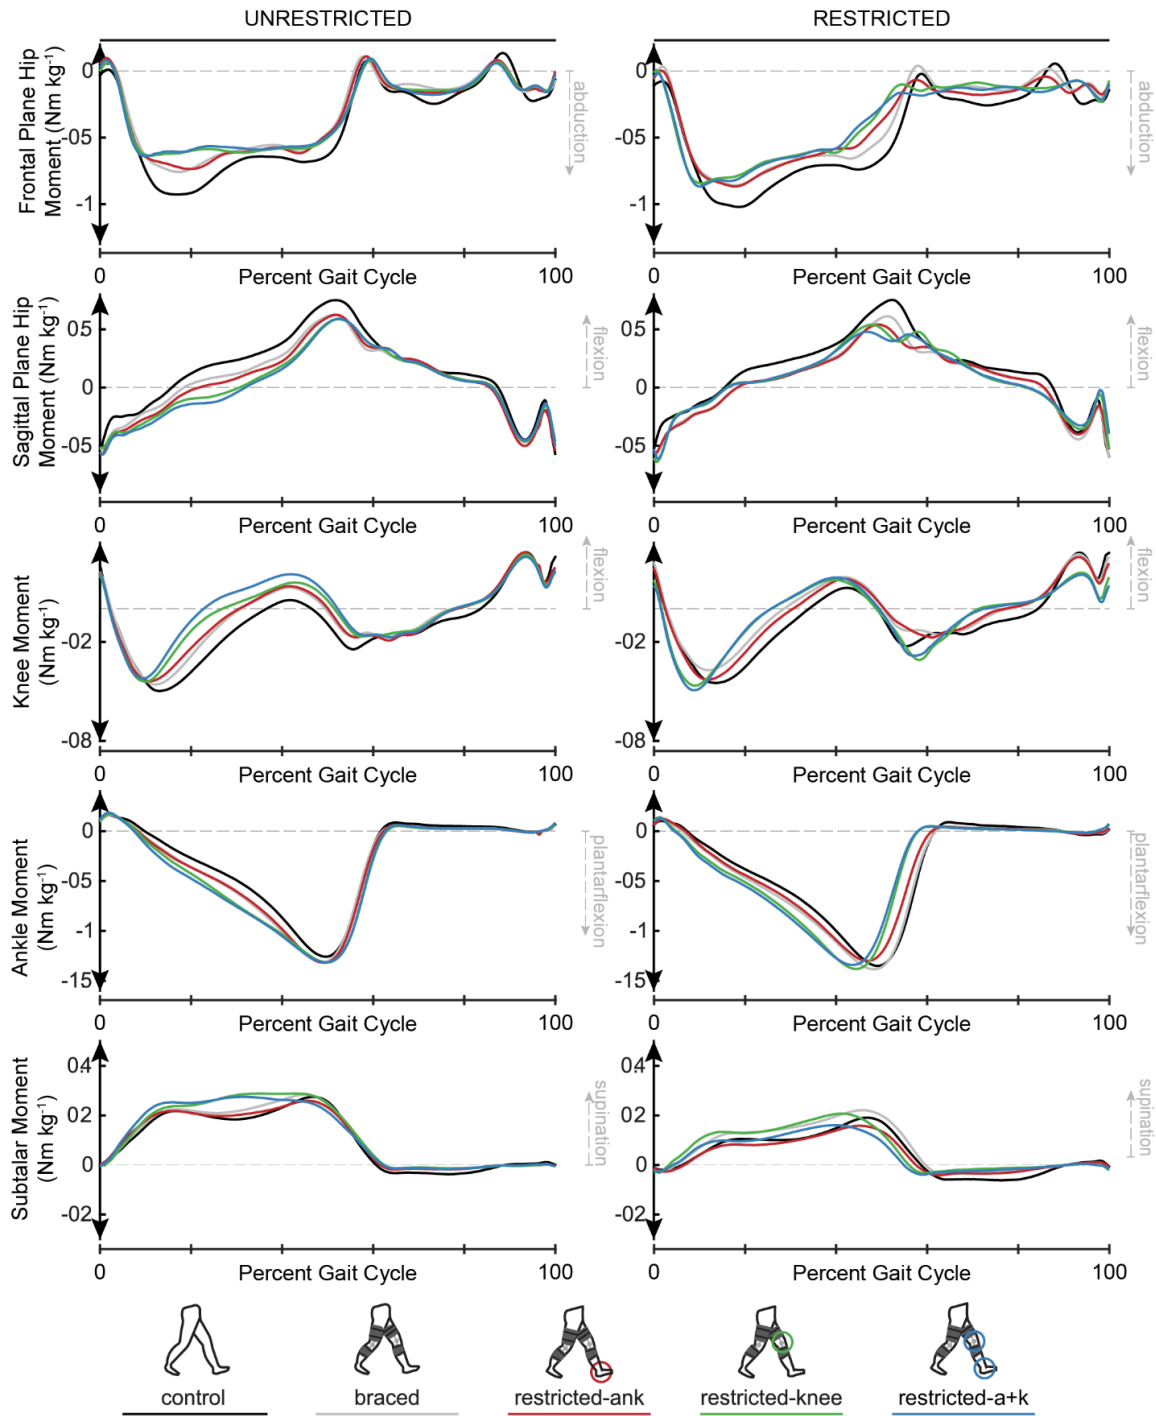 UNRESTRICTED
RESTRICTED
Frontal Plane Hip
Moment (Nm kg-1)
0
-05
-1
abduction
0
Percent Gait Cycle
100
0
-05
-1
abduction
0
Percent Gait Cycle
100
Sagittal Plane Hip
Moment (Nm kg-1)
05
0
-05
flexion
0
Percent Gait Cycle
100
05
0
-05
flexion
0
Percent Gait Cycle
100
Knee Moment
(Nm kg-1)
-02
-08
flexion
0
Percent Gait Cycle
100
-02
-08
flexion
0
Percent Gait Cycle
100
Ankle Moment
(Nm kg-1)
0
-05
-1
-15
plantarflexion
0
Percent Gait Cycle
100
0
-05
-1
-15
plantarflexion
0
Percent Gait Cycle
100
Subtalar Moment
(Nm kg-1)
04
02
0
-02
supination
0
Percent Gait Cycle
100
04
02
0
-02
supination
0
Percent Gait Cycle
100
control
braced
restricted-ank
restricted-knee
restricted-a+k